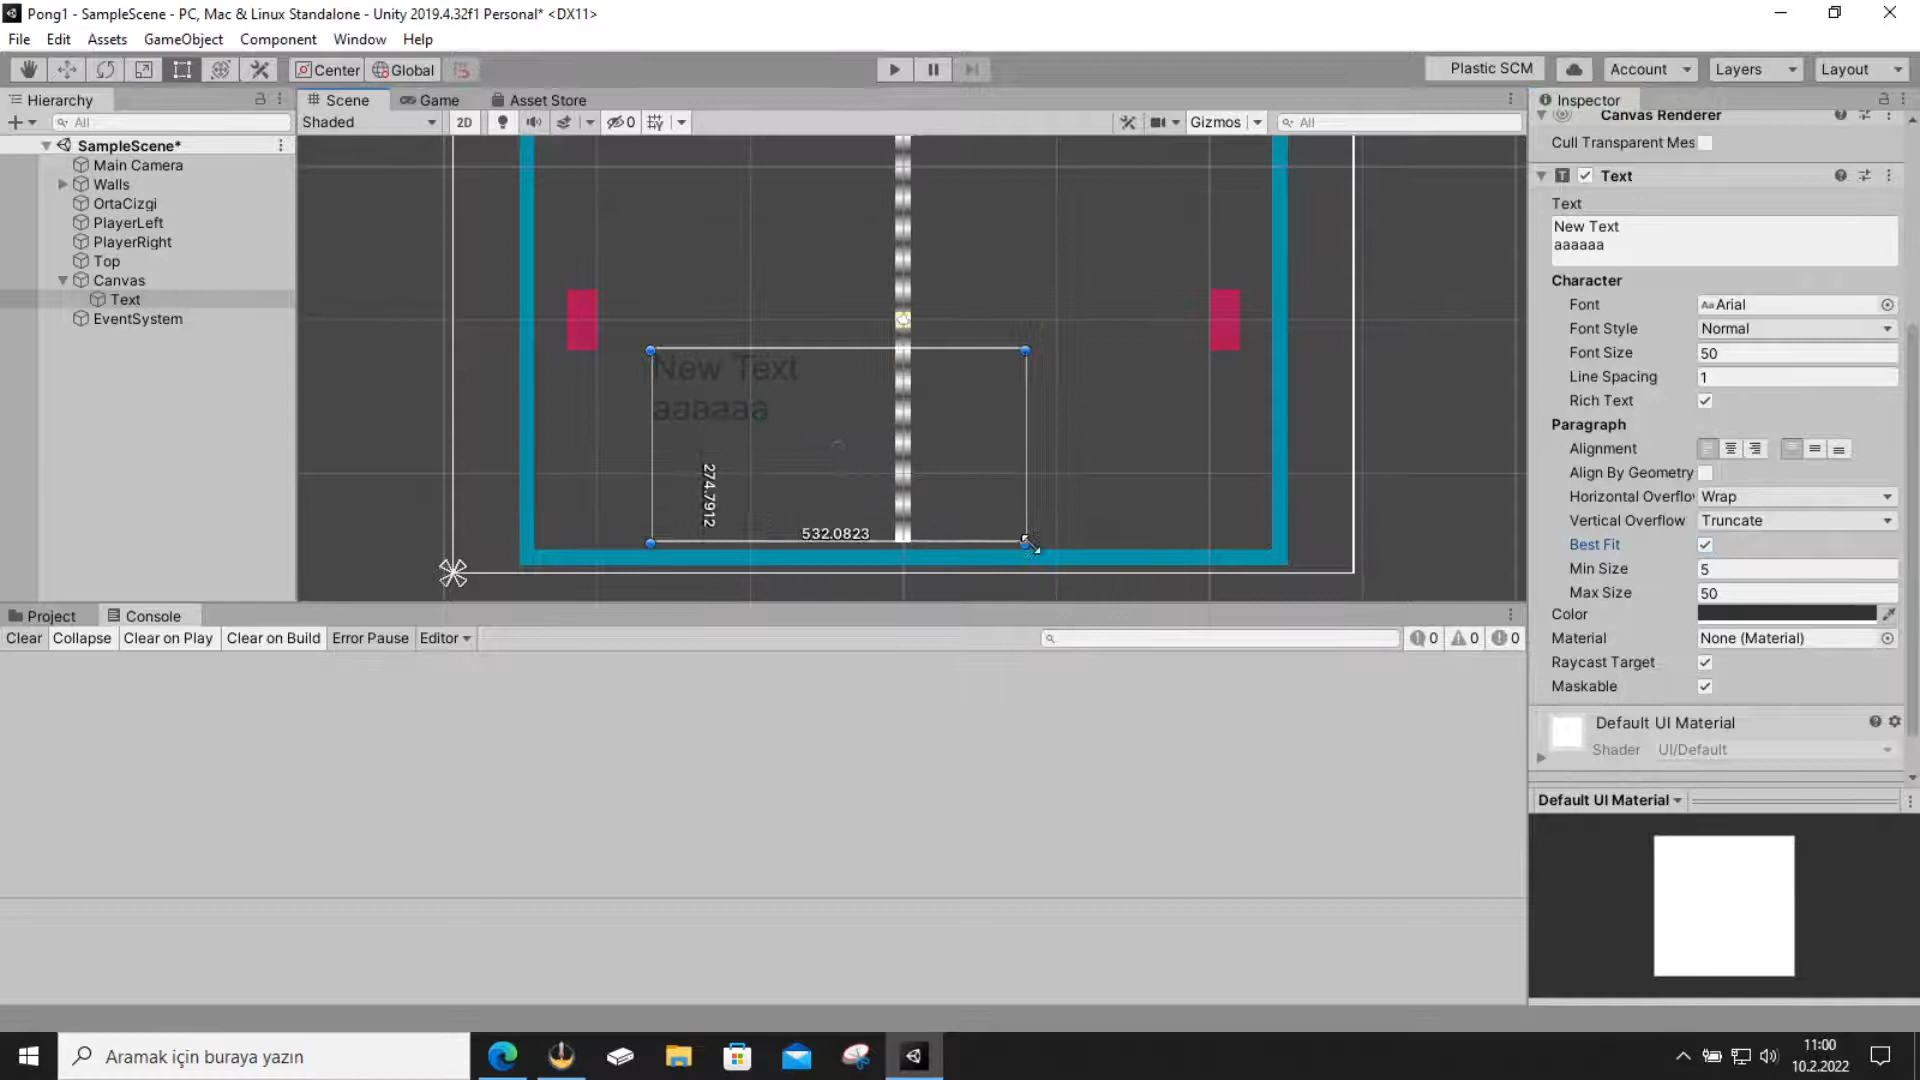 Pong1 - SampleScene - PC, Mac & Linux Standalone - Unity 2019.4.32f1 Personal* <DX11>
File Edit Assets GameObject Component Window Help
Center Global Plastic SCM Account Layers Layout
Hierarchy Scene Game Asset Store Inspector
All Shaded 2D 0 Gizmos All
Canvas Renderer
Cull Transparent Mes
SampleScene*
Main Camera
Walls
OrtaCizgi
PlayerLeft
PlayerRight
Top
Canvas
Text
EventSystem
New Text
aaaaaa
274.7912
532.0823
Text
Text
New Text
aaaaaa
Character
Font Arial
Font Style Normal
Font Size 50
Line Spacing 1
Rich Text
Paragraph
Alignment
Align By Geometry
Horizontal Overflo Wrap
Vertical Overflow Truncate
Best Fit
Min Size 5
Max Size 50
Color
Material None (Material)
Raycast Target
Maskable
Default UI Material
Shader UI/Default
Default UI Material
Project Console
Clear Collapse Clear on Play Clear on Build Error Pause Editor 0 0 0
Aramak için buraya yazın
11:00
10.2.2022